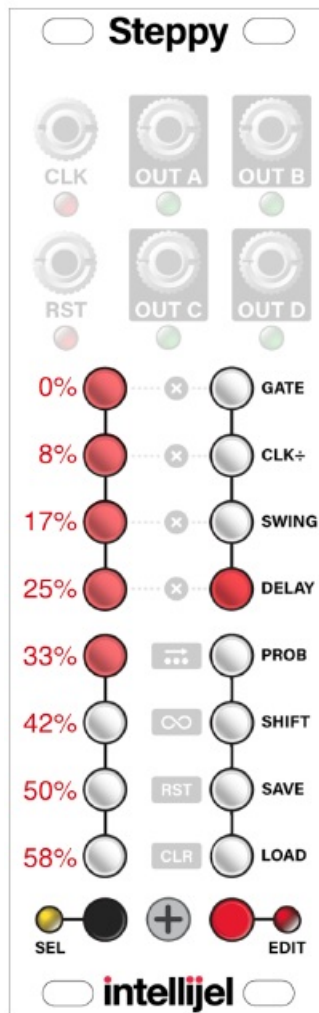 Steppy
CLK OUT A OUT B
RST OUT C OUT D
0% GATE
8% CLK÷
17% SWING
25% DELAY
33% PROB
42% SHIFT
50% RST SAVE
58% CLR LOAD
SEL EDIT
intellijel